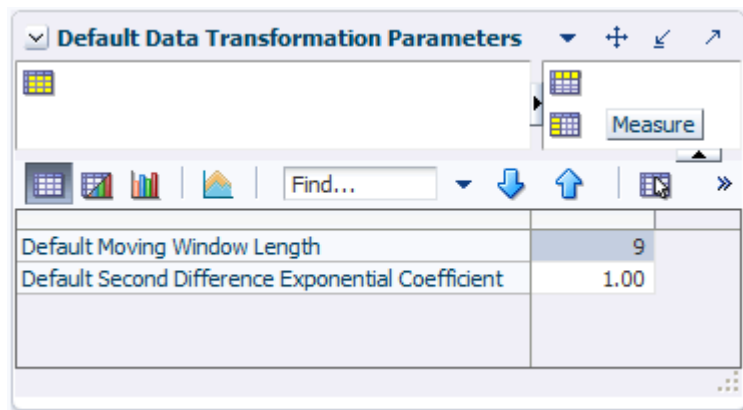 Default Data Transformation Parameters
Measure
Find...
Default Moving Window Length 9
Default Second Difference Exponential Coefficient 1.00